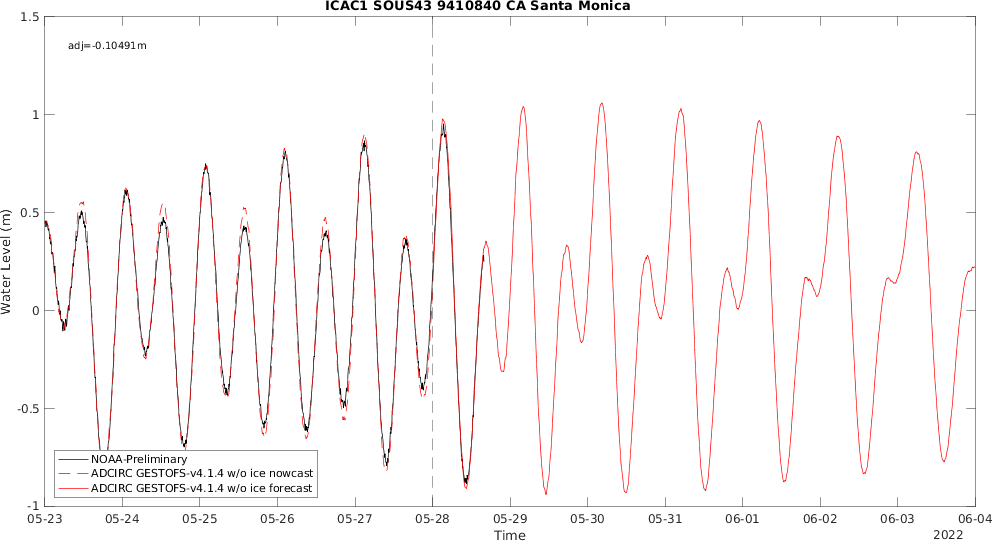 ICAC1 SOUS43 9410840 CA Santa Monica
1.5
adj=-0.10491m
1
0.5
Water Level (m)
0
-0.5
NOAA-Preliminary
ADCIRC GESTOFS-v4.1.4 w/o ice nowcast
ADCIRC GESTOFS-v4.1.4 w/o ice forecast
-1
05-23 05-24 05-25 05-26 05-27 05-28 05-29 05-30 05-31 06-01 06-02 06-03 06-04
Time
2022